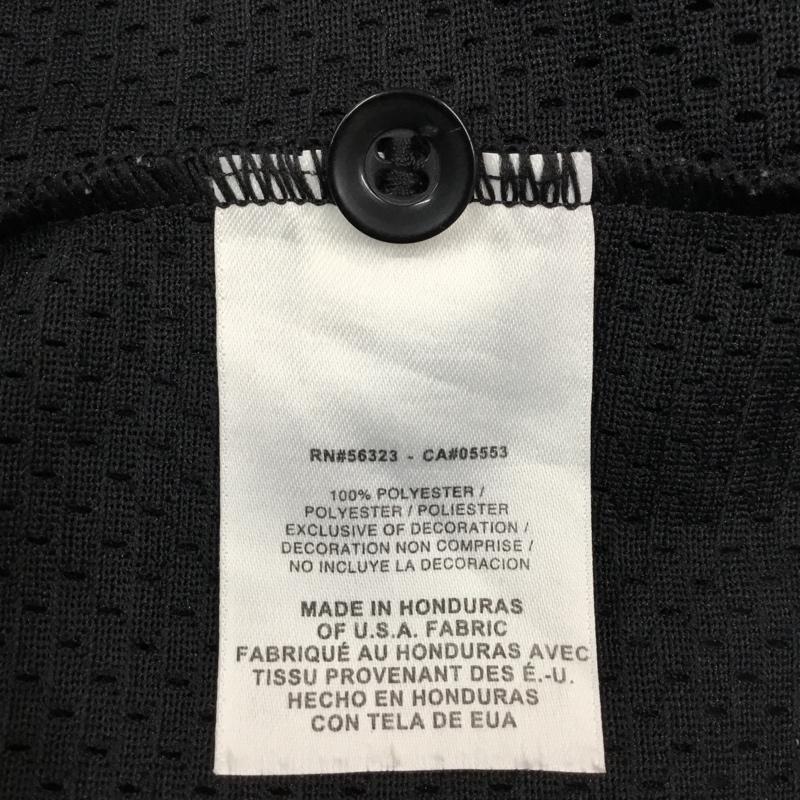 RN#56323 - CA#05553
100% POLYESTER /
POLYESTER / POLIESTER
EXCLUSIVE OF DECORATION /
DECORATION NON COMPRISE /
NO INCLUYE LA DECORACION
MADE IN HONDURAS
OF U.S.A. FABRIC
FABRIQUÉ AU HONDURAS AVEC
TISSU PROVENANT DES É.-U.
HECHO EN HONDURAS
CON TELA DE EUA